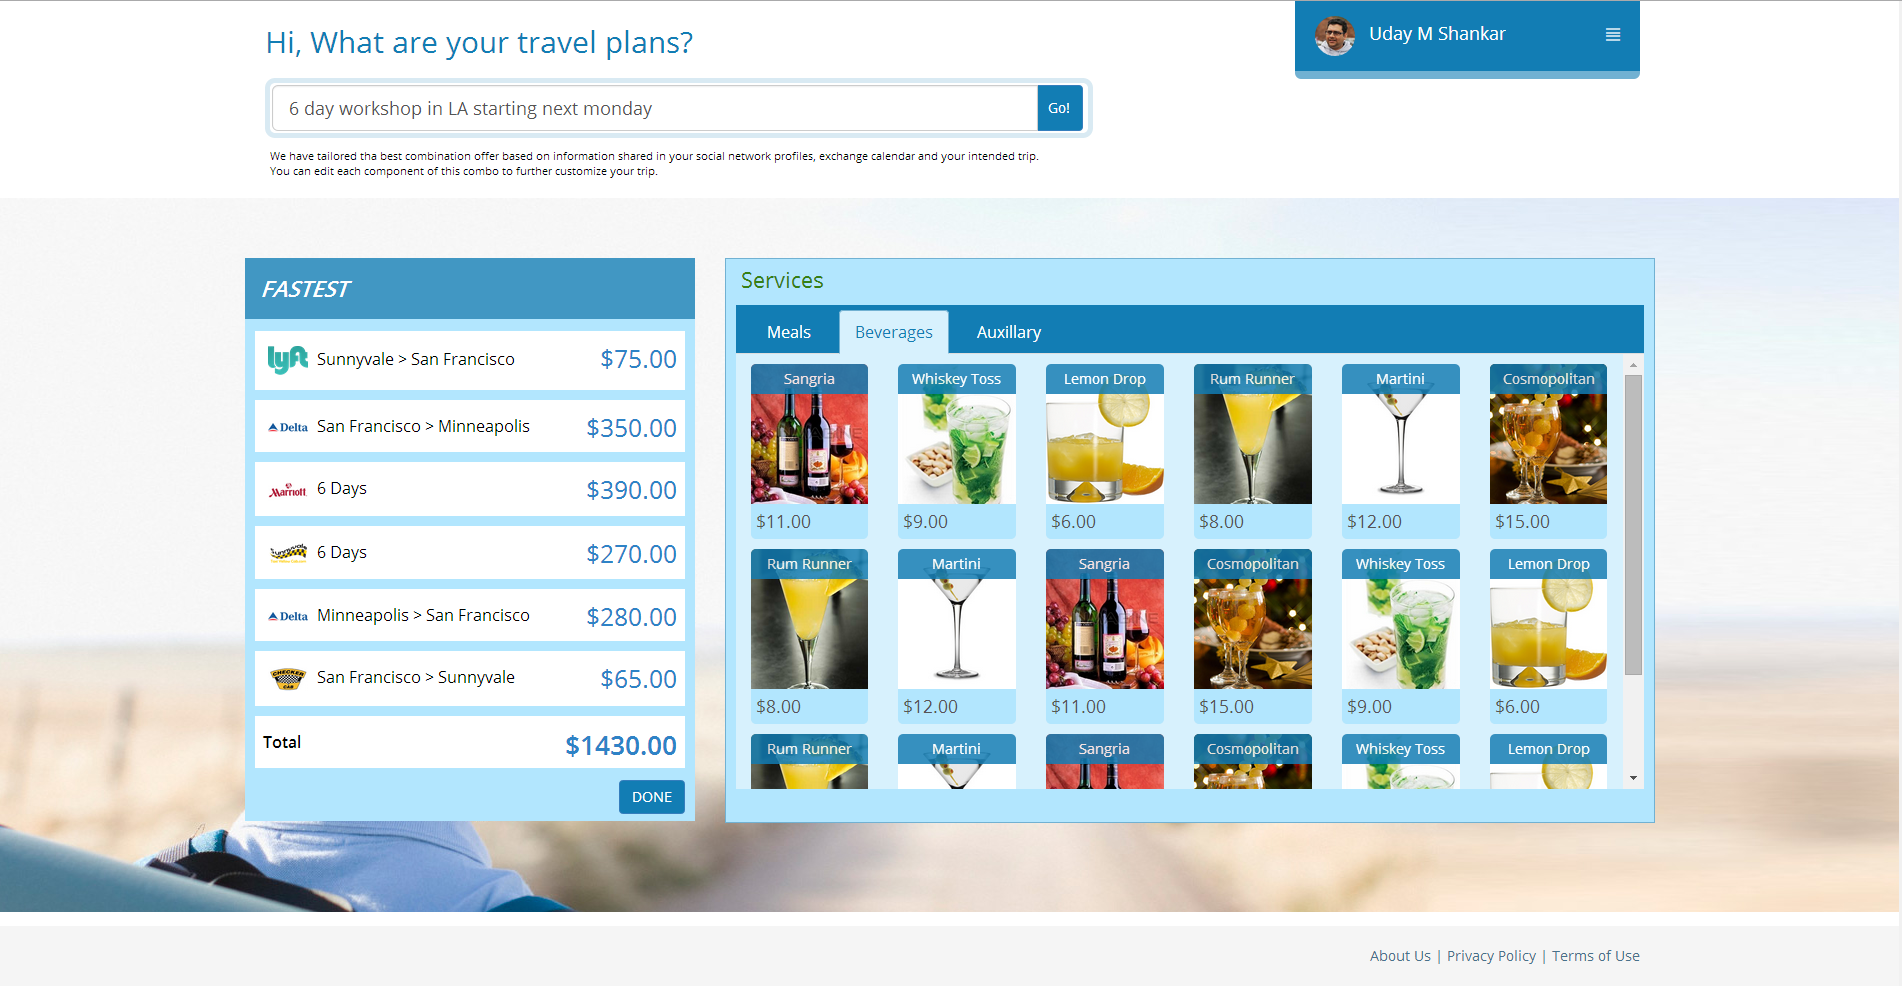 Hi, What are your travel plans?
Uday M Shankar
6 day workshop in LA starting next monday
Go!
We have tailored tha best combination offer based on information shared in your social network profiles, exchange calendar and your intended trip.
You can edit each component of this combo to further customize your trip.
FASTEST
lyft Sunnyvale > San Francisco $75.00
Delta San Francisco > Minneapolis $350.00
Marriott 6 Days $390.00
6 Days $270.00
Delta Minneapolis > San Francisco $280.00
CHECKER CAB San Francisco > Sunnyvale $65.00
Total $1430.00
DONE
Services
Meals Beverages Auxillary
Sangria Whiskey Toss Lemon Drop Rum Runner Martini Cosmopolitan
$11.00 $9.00 $6.00 $8.00 $12.00 $15.00
Rum Runner Martini Sangria Cosmopolitan Whiskey Toss Lemon Drop
$8.00 $12.00 $11.00 $15.00 $9.00 $6.00
Rum Runner Martini Sangria Cosmopolitan Whiskey Toss Lemon Drop
About Us | Privacy Policy | Terms of Use